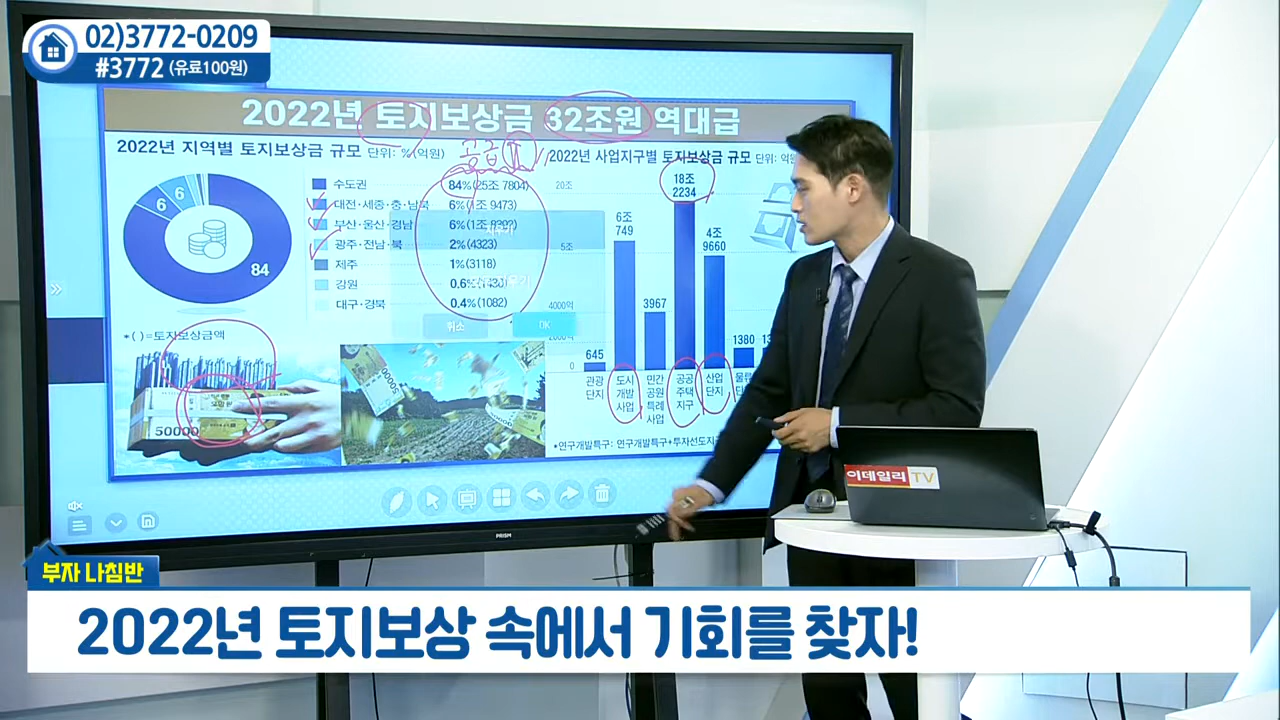 02)3772-0209
#3772 (유료100원)
2022년 토지보상금 32조원 역대급
2022년 지역별 토지보상금 규모 단위: %(억원)
공급
수도권 84%(25조 7804)
대전·세종·충·남북 6%(1조 9473)
부산·울산·경남 6%(1조
광주·전남·북 2%(4323)
제주 1%(3118)
강원 0.6%(1430)
대구·경북 0.4%(1082)
6
6
84
*( )=토지보상금액
50000
지우기
취소
OK
2022년 사업지구별 토지보상금 규모 단위: 억원
20조
5조
4000억
2000억
0
645
6조
749
3967
18조
2234
4조
9660
1380
관광
단지
도시
개발
사업
민간
공원
특례
사업
공공
주택
지구
산업
단지
*연구개발특구: 연구개발특구+투자선도지구
PRISM
이데일리TV
부자 나침반
2022년 토지보상 속에서 기회를 찾자!